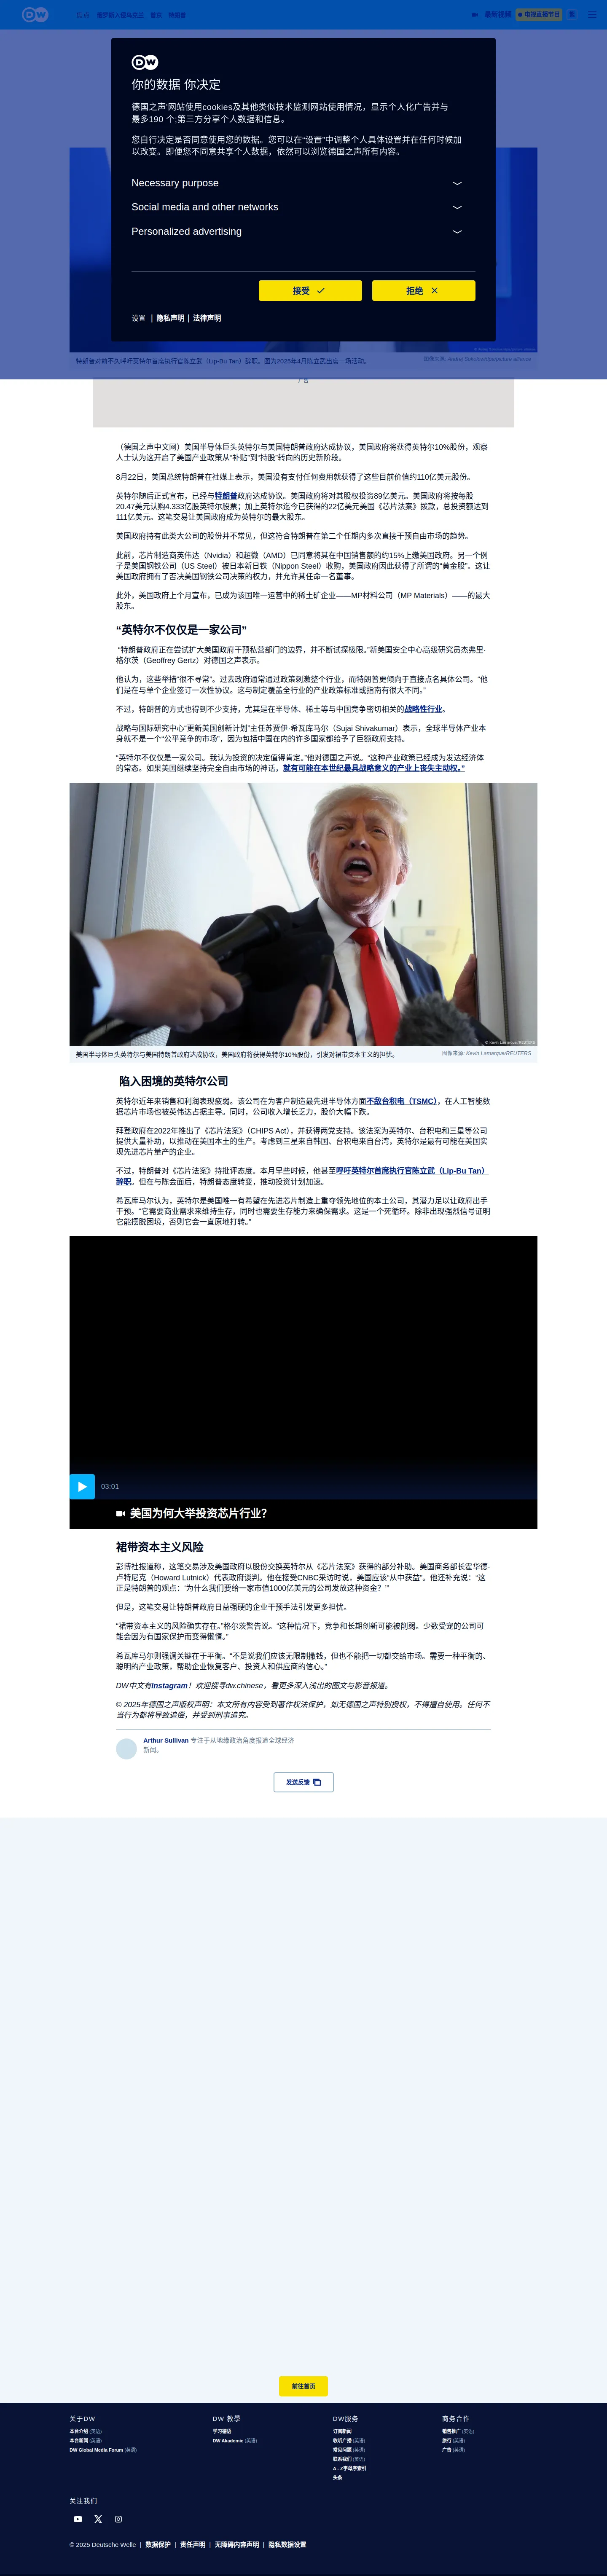 DW
最新视频
电视直播节目
DW
你的数据 你决定
德国之声'网站使用cookies及其他类似技术监测网站使用情况，显示个人化广告并与
最多190 个;第三方分享个人数据和信息。
您自行决定是否同意使用您的数据。您可以在"设置"中调整个人具体设置并在任何时候加
以改变。即便您不同意共享个人数据，依然可以浏览德国之声所有内容。
Necessary purpose
Social media and other networks
Personalized advertising
接受
拒绝
设置 | 隐私声明 | 法律声明
特朗普对前不久呼吁英特尔首席执行官陈立武（Lip-Bu Tan）辞职。图为2025年4月陈立武出席一场活动。
广告
（德国之声中文网）美国半导体巨头英特尔与美国特朗普政府达成协议，美国政府将获得英特尔10%股份，观察
人士认为这开启了美国产业政策从“补贴”到“持股”转向的历史新阶段。
8月22日，美国总统特朗普在社媒上表示，美国没有支付任何费用就获得了这些目前价值约110亿美元股份。
英特尔随后正式宣布，已经与特朗普政府达成协议。美国政府将对其股权投资89亿美元。美国政府将按每股
20.47美元认购4.333亿股英特尔股票；加上英特尔迄今已获得的22亿美元美国《芯片法案》拨款，总投资额达到
111亿美元。这笔交易让美国政府成为英特尔的最大股东。
美国政府持有此类大公司的股份并不常见，但这符合特朗普在第二个任期内多次直接干预自由市场的趋势。
此前，芯片制造商英伟达（Nvidia）和超微（AMD）已同意将其在中国销售额的约15%上缴美国政府。另一个例
子是美国钢铁公司（US Steel）被日本新日铁（Nippon Steel）收购，美国政府因此获得了所谓的“黄金股”。这让
美国政府拥有了否决美国钢铁公司决策的权力，并允许其任命一名董事。
此外，美国政府上个月宣布，已成为该国唯一运营中的稀土矿企业——MP材料公司（MP Materials）——的最大
股东。
“英特尔不仅仅是一家公司”
“特朗普政府正在尝试扩大美国政府干预私营部门的边界，并不断试探极限。”新美国安全中心高级研究员杰弗里·
格尔茨（Geoffrey Gertz）对德国之声表示。
他认为，这些举措“很不寻常”。过去政府通常通过政策刺激整个行业，而特朗普更倾向于直接点名具体公司。“他
们是在与单个企业签订一次性协议。这与制定覆盖全行业的产业政策标准或指南有很大不同。”
不过，特朗普的方式也得到不少支持，尤其是在半导体、稀土等与中国竞争密切相关的战略性行业。
战略与国际研究中心“更新美国创新计划”主任苏贾伊·希瓦库马尔（Sujai Shivakumar）表示，全球半导体产业本
身就不是一个“公平竞争的市场”，因为包括中国在内的许多国家都给予了巨额政府支持。
“英特尔不仅仅是一家公司。我认为投资的决定值得肯定。”他对德国之声说。“这种产业政策已经成为发达经济体
的常态。如果美国继续坚持完全自由市场的神话，就有可能在本世纪最具战略意义的产业上丧失主动权。”
© Kevin Lamarque/REUTERS
美国半导体巨头英特尔与美国特朗普政府达成协议，美国政府将获得英特尔10%股份，引发对裙带资本主义的担忧。
图像来源: Kevin Lamarque/REUTERS
陷入困境的英特尔公司
英特尔近年来销售和利润表现疲弱。该公司在为客户制造最先进半导体方面不敌台积电（TSMC），在人工智能数
据芯片市场也被英伟达占据主导。同时，公司收入增长乏力，股价大幅下跌。
拜登政府在2022年推出了《芯片法案》（CHIPS Act），并获得两党支持。该法案为英特尔、台积电和三星等公司
提供大量补助，以推动在美国本土的生产。考虑到三星来自韩国、台积电来自台湾，英特尔是最有可能在美国实
现先进芯片量产的企业。
不过，特朗普对《芯片法案》持批评态度。本月早些时候，他甚至呼吁英特尔首席执行官陈立武（Lip-Bu Tan）
辞职。但在与陈会面后，特朗普态度转变，推动投资计划加速。
希瓦库马尔认为，英特尔是美国唯一有希望在先进芯片制造上重夺领先地位的本土公司，其潜力足以让政府出手
干预。“它需要商业需求来维持生存，同时也需要生存能力来确保需求。这是一个死循环。除非出现强烈信号证明
它能摆脱困境，否则它会一直原地打转。”
03:01
美国为何大举投资芯片行业？
裙带资本主义风险
彭博社报道称，这笔交易涉及美国政府以股份交换英特尔从《芯片法案》获得的部分补助。美国商务部长霍华德·
卢特尼克（Howard Lutnick）代表政府谈判。他在接受CNBC采访时说，美国应该“从中获益”。他还补充说：“这
正是特朗普的观点：‘为什么我们要给一家市值1000亿美元的公司发放这种资金？’”
但是，这笔交易让特朗普政府日益强硬的企业干预手法引发更多担忧。
“裙带资本主义的风险确实存在。”格尔茨警告说。“这种情况下，竞争和长期创新可能被削弱。少数受宠的公司可
能会因为有国家保护而变得懒惰。”
希瓦库马尔则强调关键在于平衡。“不是说我们应该无限制撒钱，但也不能把一切都交给市场。需要一种平衡的、
聪明的产业政策，帮助企业恢复客户、投资人和供应商的信心。”
DW中文有Instagram！欢迎搜寻dw.chinese，看更多深入浅出的图文与影音报道。
© 2025年德国之声版权声明：本文所有内容受到著作权法保护，如无德国之声特别授权，不得擅自使用。任何不
当行为都将导致追偿，并受到刑事追究。
Arthur Sullivan 专注于从地缘政治角度报道全球经济
新闻。
发送反馈
前往首页
关于DW
本台介绍 (英语)
本台新闻 (英语)
DW Global Media Forum (英语)
DW 教學
学习德语
DW Akademie (英语)
DW服务
订阅新闻
收听广播 (英语)
常见问题 (英语)
联系我们 (英语)
A - Z字母序索引
头条
商务合作
销售推广 (英语)
旅行 (英语)
广告 (英语)
关注我们
© 2025 Deutsche Welle | 数据保护 | 责任声明 | 无障碍内容声明 | 隐私数据设置